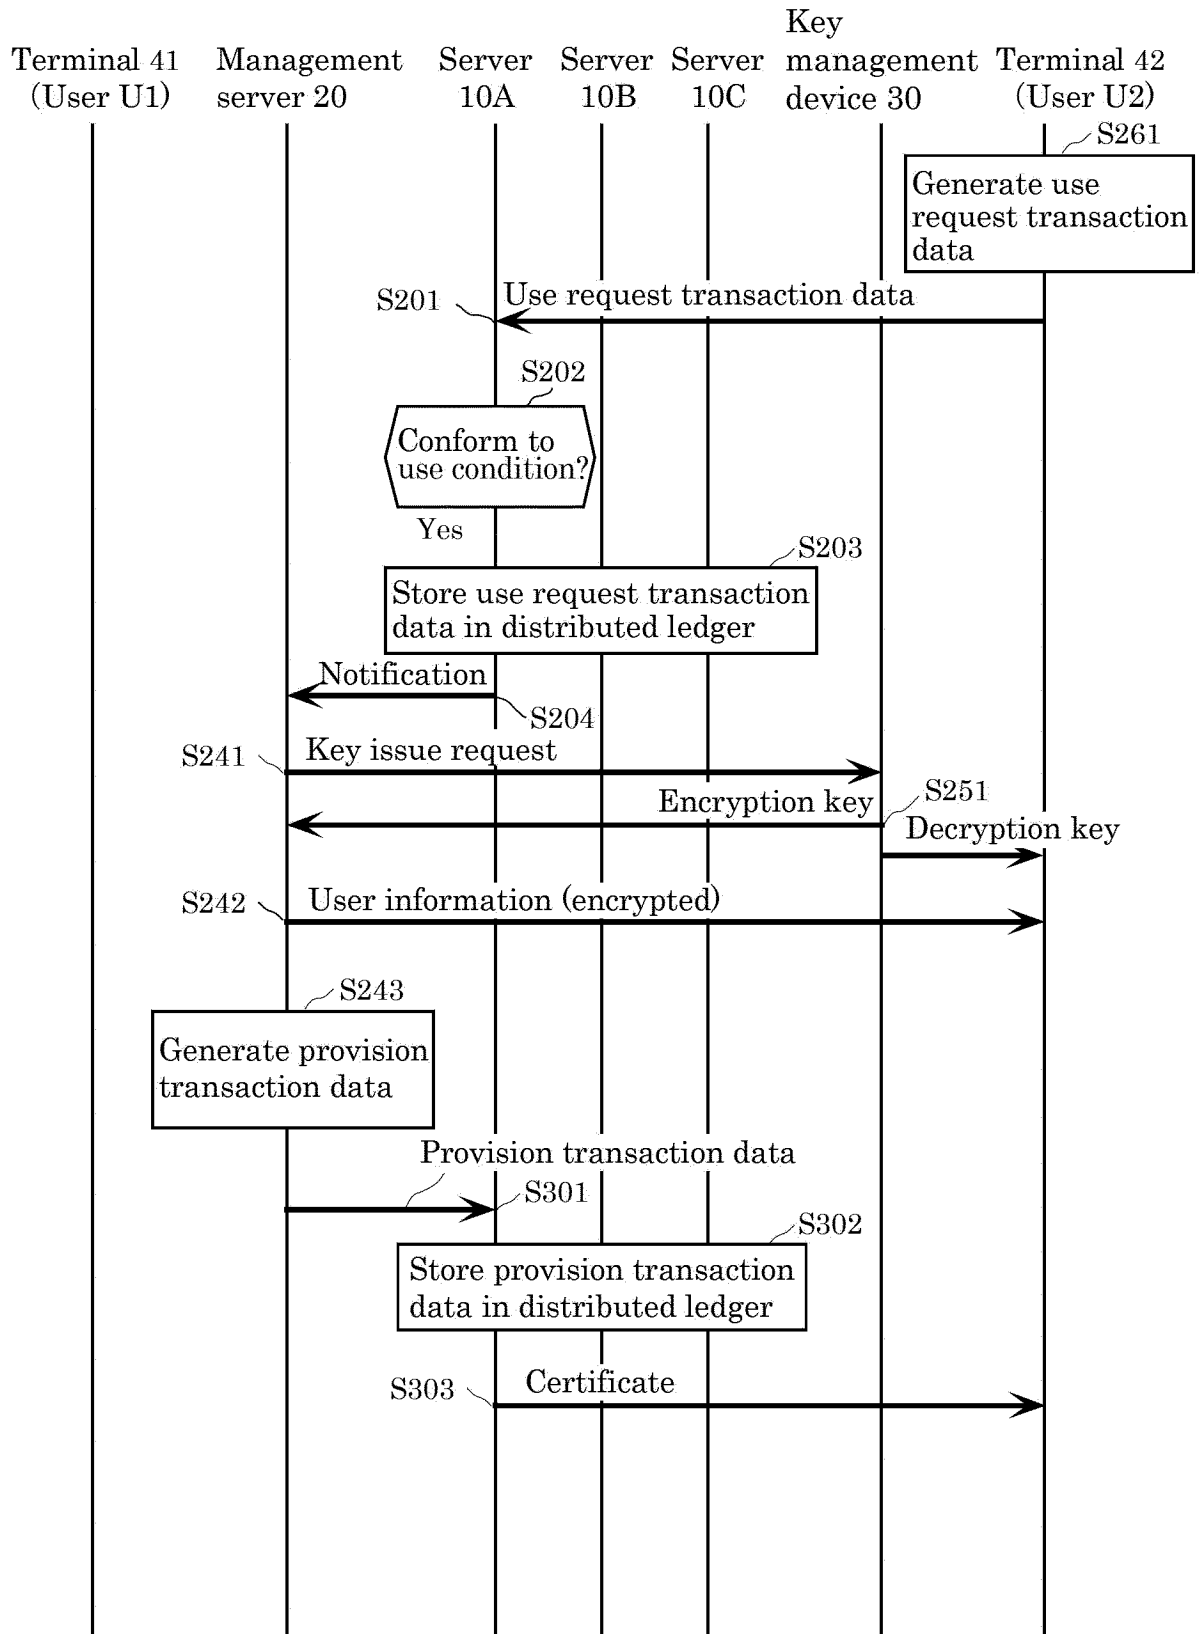 Terminal 41
(User U1)
Management
server 20
Server
10A
Server
10B
Server
10C
Key
management
device 30
Terminal 42
(User U2)
S261
Generate use
request transaction
data
S201
Use request transaction data
S202
Conform to
use condition?
Yes
S203
Store use request transaction
data in distributed ledger
Notification
S204
S241
Key issue request
S251
Encryption key
Decryption key
S242
User information (encrypted)
S243
Generate provision
transaction data
Provision transaction data
S301
S302
Store provision transaction
data in distributed ledger
S303
Certificate